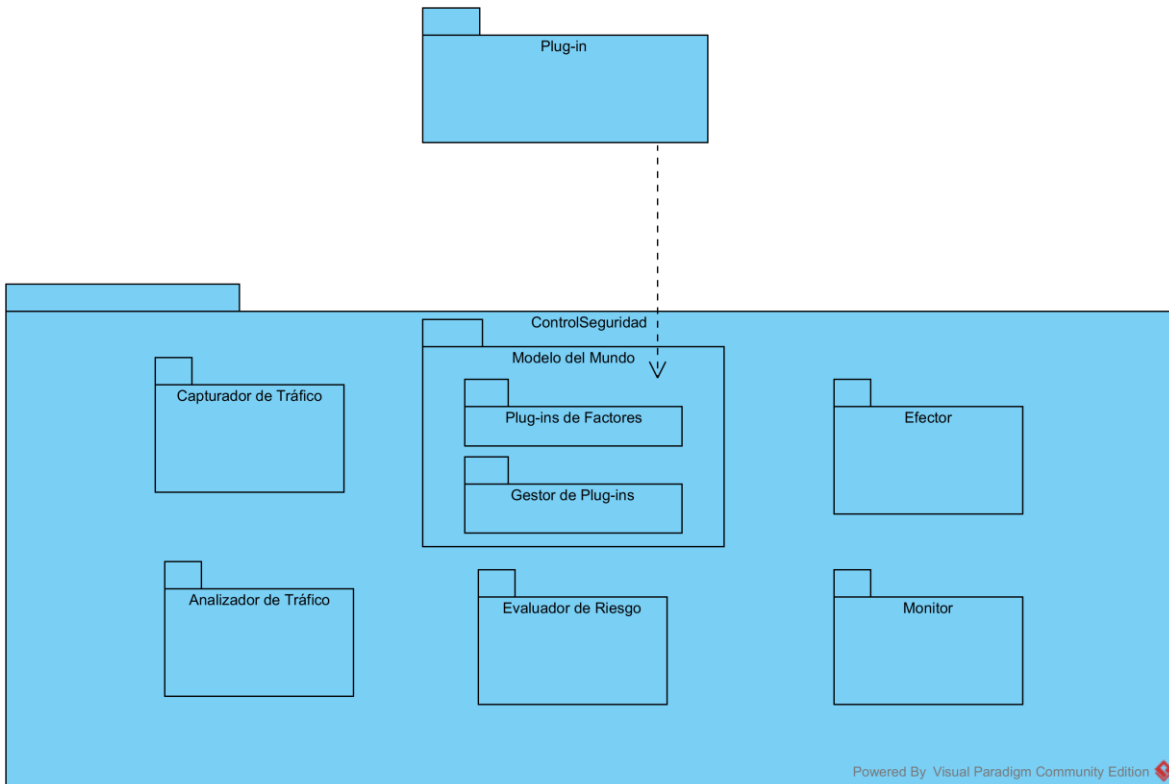 Plug-in
ControlSeguridad
Modelo del Mundo
Capturador de Tráfico
Plug-ins de Factores
Efector
Gestor de Plug-ins
Analizador de Tráfico
Evaluador de Riesgo
Monitor
Powered By Visual Paradigm Community Edition